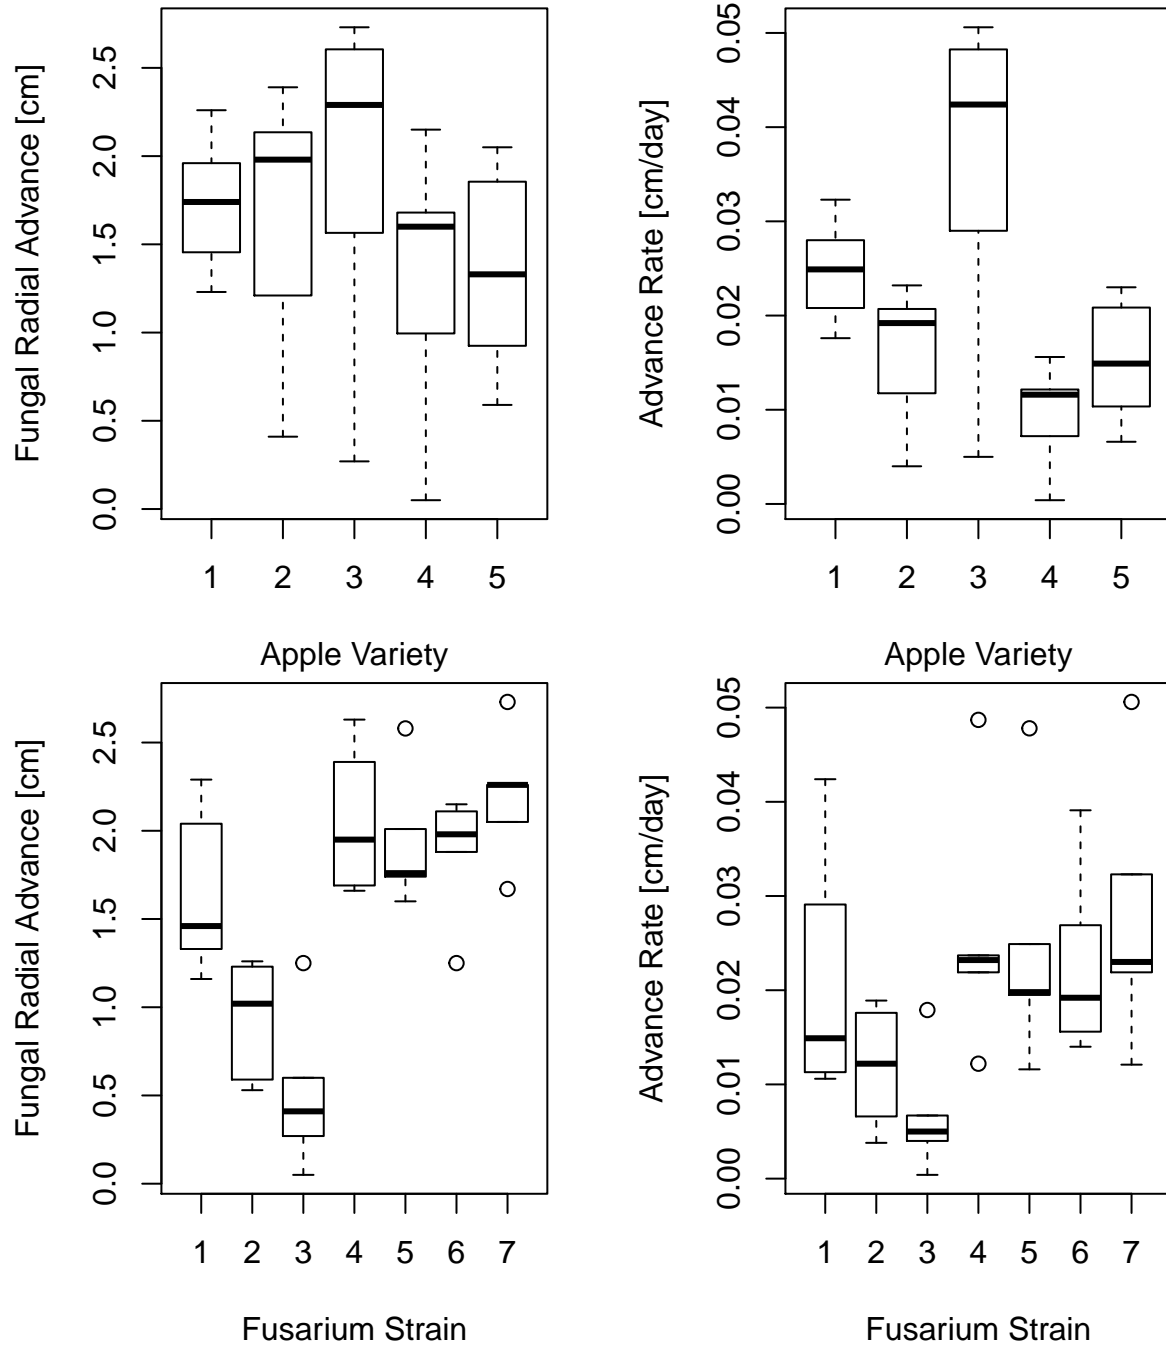 Fungal Radial Advance [cm]
0.0 0.5 1.0 1.5 2.0 2.5
1 2 3 4 5
Apple Variety
Advance Rate [cm/day]
0.00 0.01 0.02 0.03 0.04 0.05
1 2 3 4 5
Apple Variety
Fungal Radial Advance [cm]
0.0 0.5 1.0 1.5 2.0 2.5
1 2 3 4 5 6 7
Fusarium Strain
Advance Rate [cm/day]
0.00 0.01 0.02 0.03 0.04 0.05
1 2 3 4 5 6 7
Fusarium Strain